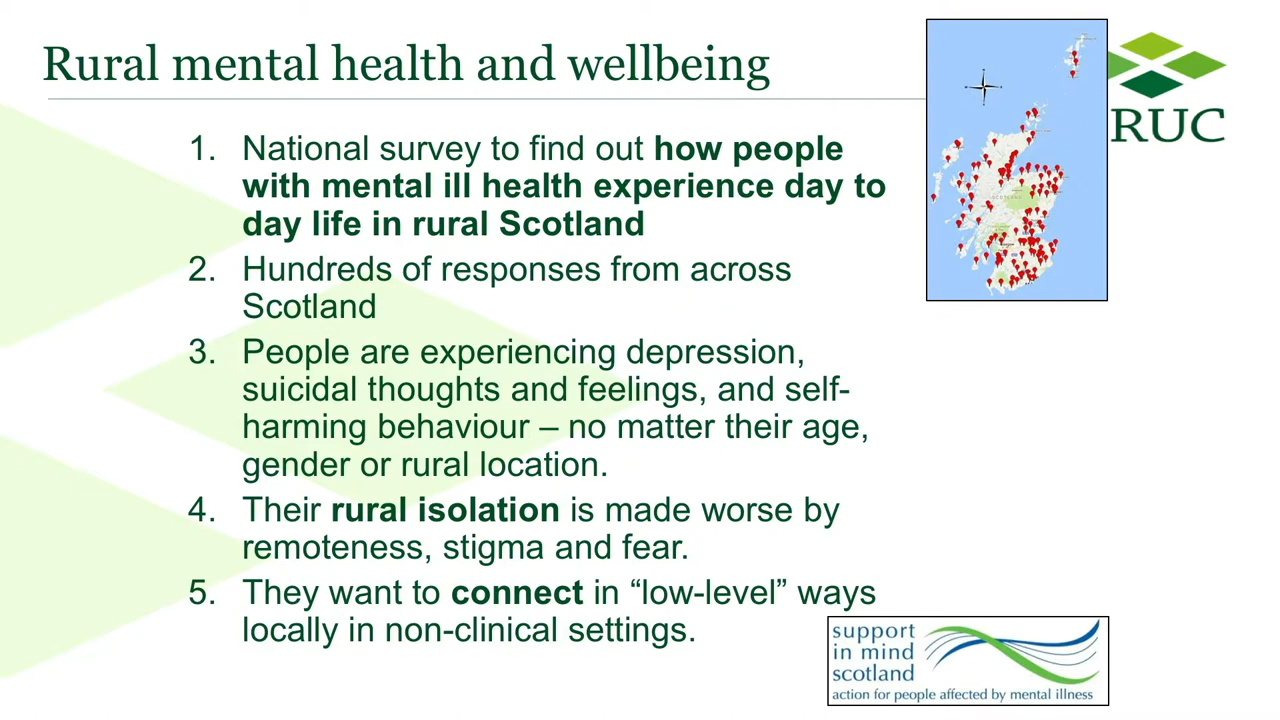 Rural mental health and wellbeing
RUC
1. National survey to find out how people
with mental ill health experience day to
day life in rural Scotland
2. Hundreds of responses from across
Scotland
3. People are experiencing depression,
suicidal thoughts and feelings, and self-
harming behaviour – no matter their age,
gender or rural location.
4. Their rural isolation is made worse by
remoteness, stigma and fear.
5. They want to connect in “low-level” ways
locally in non-clinical settings.
SCOTLAND
support
in mind
scotland
action for people affected by mental illness